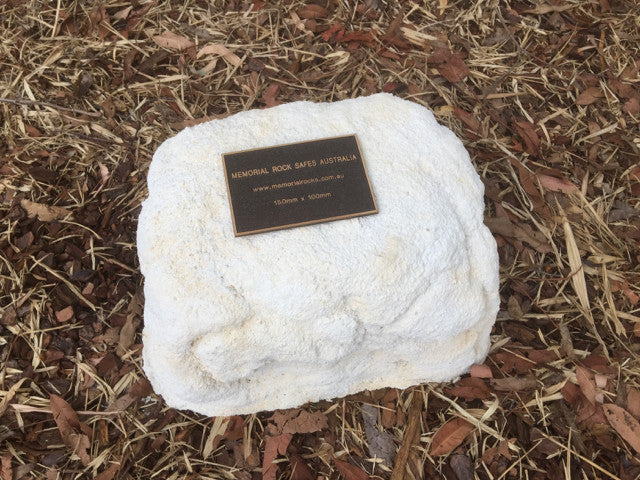 MEMORIAL ROCK SAFES AUSTRALIA
www.memorialrocks.com.au
150mm x 100mm